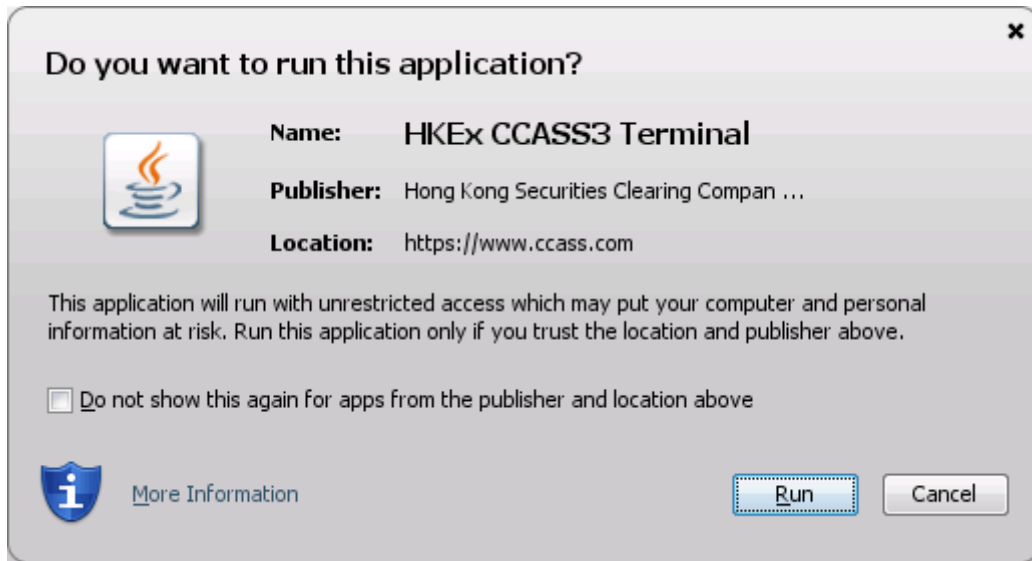 Do you want to run this application?
Name: HKEx CCASS3 Terminal
Publisher: Hong Kong Securities Clearing Compan ...
Location: https://www.ccass.com
This application will run with unrestricted access which may put your computer and personal
information at risk. Run this application only if you trust the location and publisher above.
Do not show this again for apps from the publisher and location above
More Information
Run
Cancel